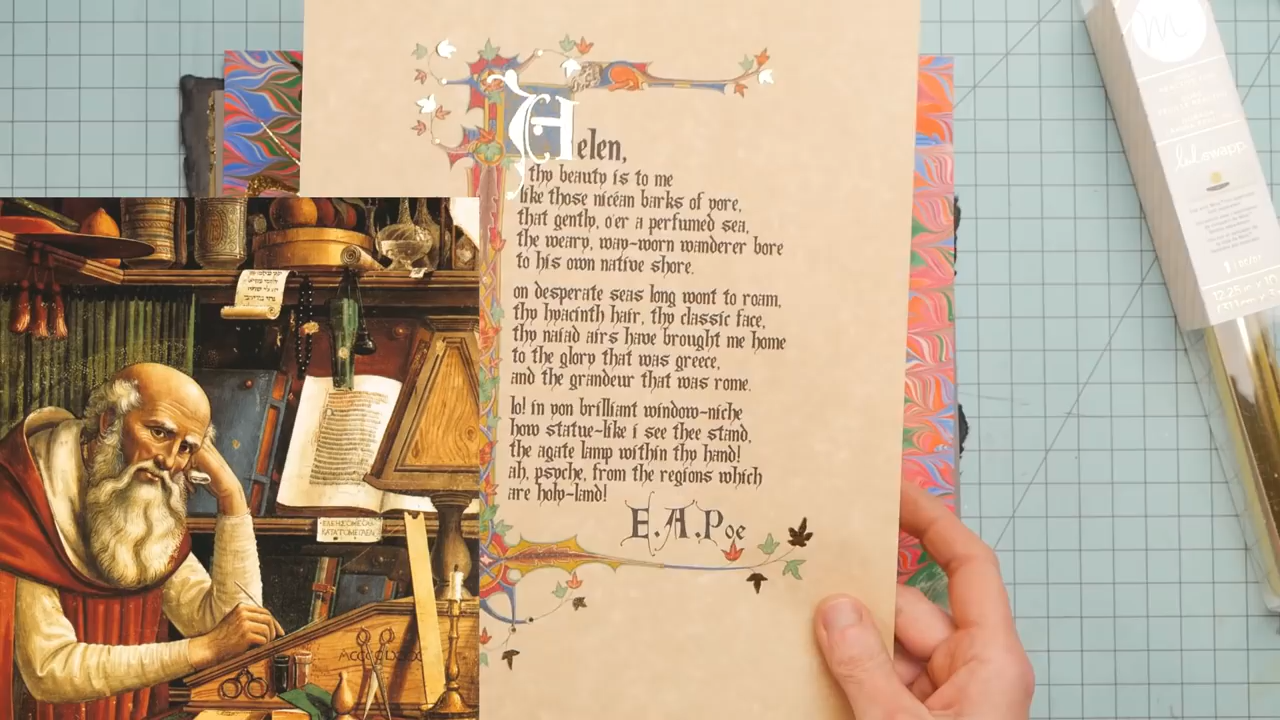 Helen,
thy beauty is to me
like those nicéan barks of yore,
that gently, o'er a perfumed sea,
the weary, way-worn wanderer bore
to his own native shore.
on desperate seas long wont to roam,
thy hyacinth hair, thy classic face,
thy naiad airs have brought me home
to the glory that was greece,
and the grandeur that was rome.
lo! in yon brilliant window-niche
how statue-like i see thee stand,
the agate lamp within thy hand!
ah, psyche, from the regions which
are holy-land!
E.A.Poe